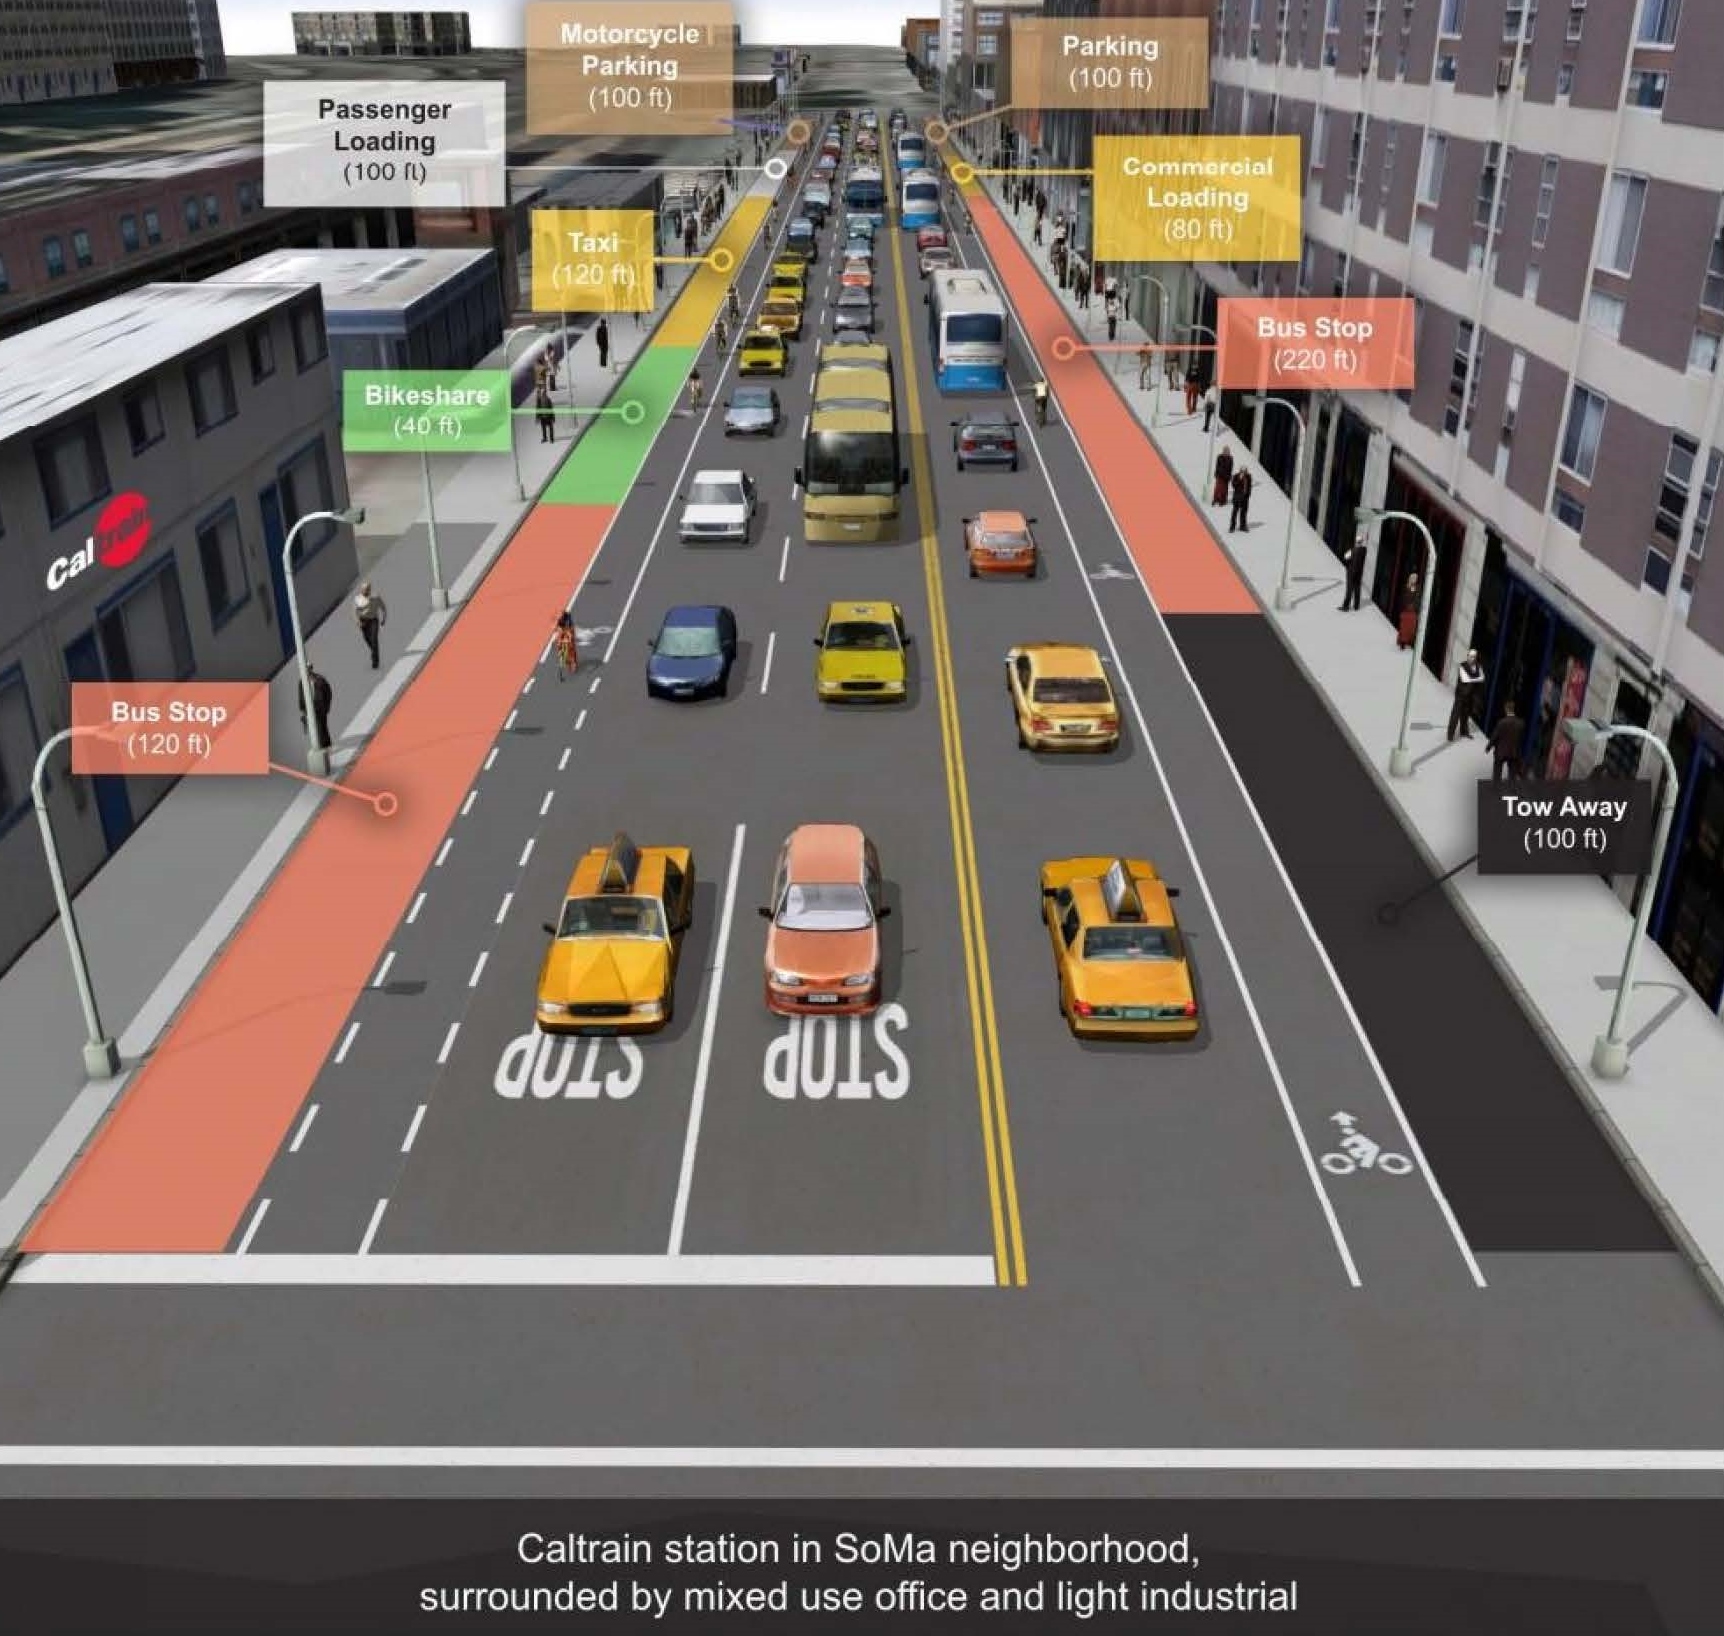 Motorcycle
Parking
(100 ft)
Parking
(100 ft)
Passenger
Loading
(100 ft)
Commercial
Loading
(80 ft)
Taxi
(120 ft)
Bus Stop
(220 ft)
Bikeshare
(40 ft)
Caltrain
Bus Stop
(120 ft)
Tow Away
(100 ft)
STOP
STOP
Caltrain station in SoMa neighborhood,
surrounded by mixed use office and light industrial